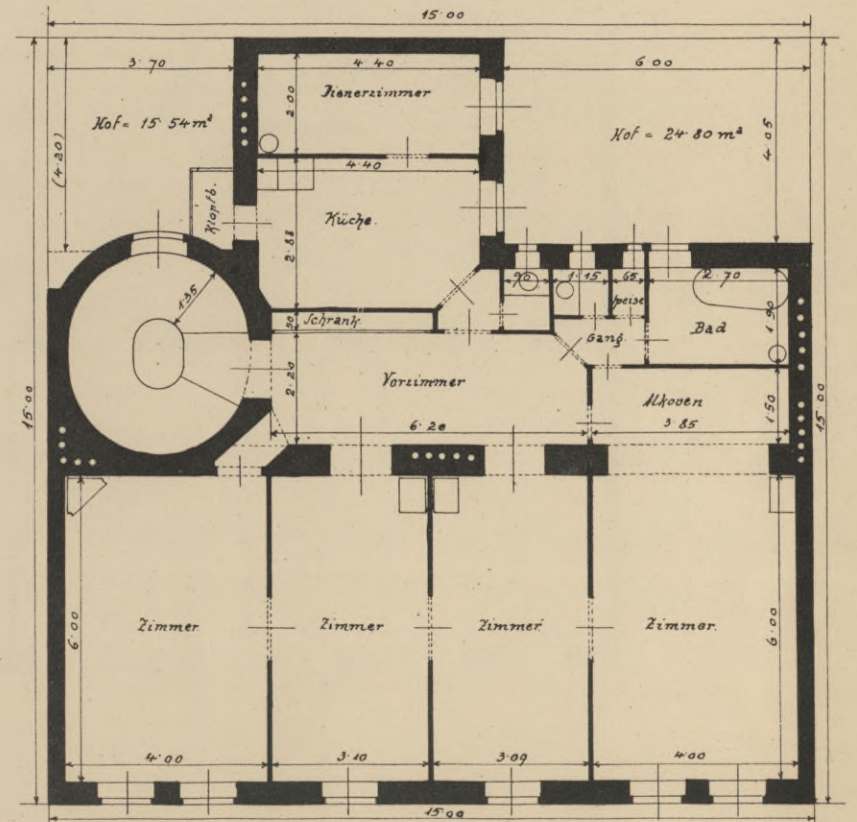 15·00
3·70
4·40
6·00
Dienerzimmer
2·00
Hof = 15·54 m²
Hof = 24·80 m²
4·05
(4·20)
4·40
Klopfb.
Küche.
2·88
90
1·15
65
2·70
1·35
Speise
1·90
Schrank
50
Gang.
Bad
15·00
2·20
Vorzimmer
Alkoven
1·50
15·00
6·20
3·85
6·00
Zimmer
Zimmer
Zimmer
Zimmer.
6·00
4·00
3·10
3·09
4·00
15·00